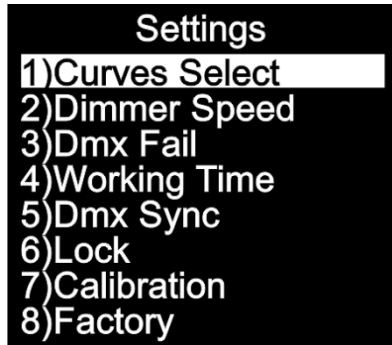 Settings
1)Curves Select
2)Dimmer Speed
3)Dmx Fail
4)Working Time
5)Dmx Sync
6)Lock
7)Calibration
8)Factory